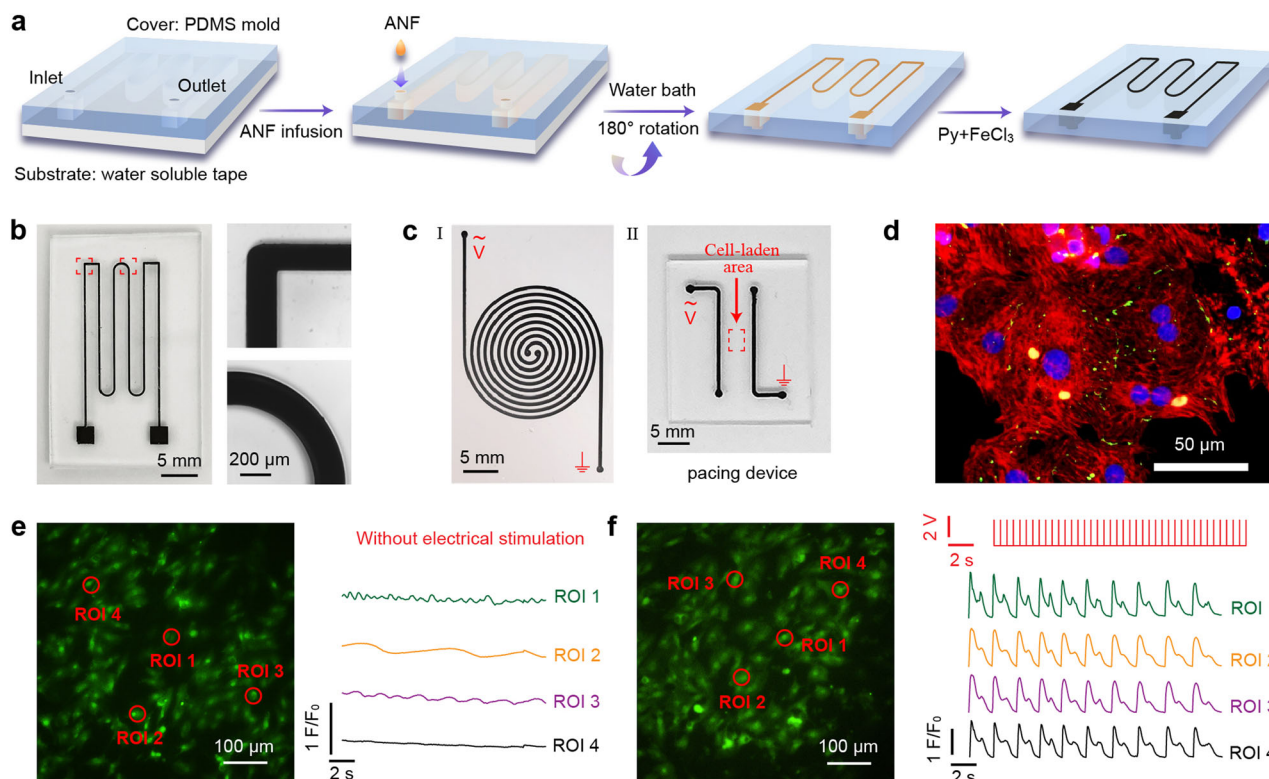 a
Cover: PDMS mold
Inlet
Outlet
Substrate: water soluble tape
ANF infusion
ANF
Water bath
180° rotation
Py+FeCl₃
b
5 mm
200 µm
c
I
~
V
5 mm
II
Cell-laden
area
~
V
5 mm
pacing device
d
50 µm
e
ROI 4
ROI 1
ROI 3
ROI 2
100 µm
Without electrical stimulation
ROI 1
ROI 2
ROI 3
ROI 4
1 F/F₀
2 s
f
ROI 3
ROI 4
ROI 1
ROI 2
100 µm
2 V
2 s
ROI
ROI 2
ROI 3
ROI 4
1 F/F₀
2 s